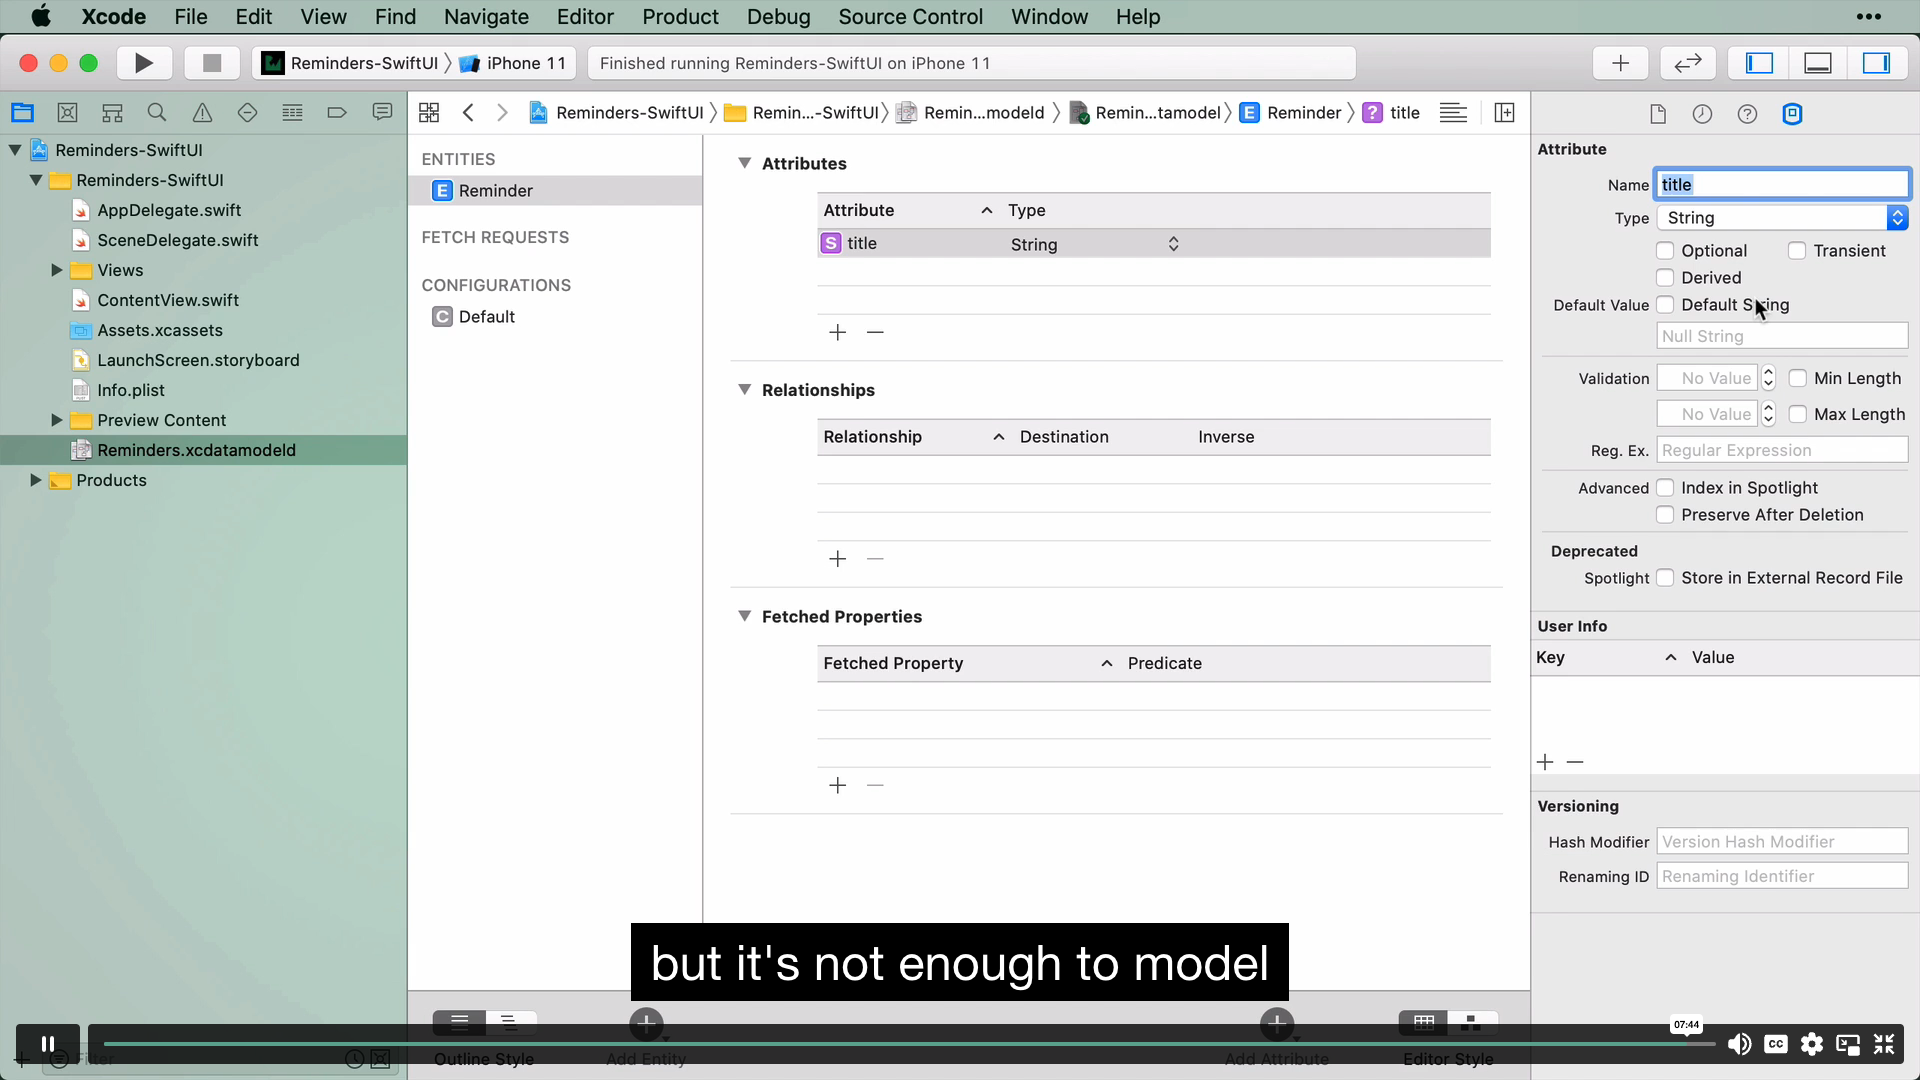 Xcode File Edit View Find Navigate Editor Product Debug Source Control Window Help
Reminders-SwiftUI iPhone 11
Finished running Reminders-SwiftUI on iPhone 11
Reminders-SwiftUI Remin...-SwiftUI Remin...modeld Remin...tamodel E Reminder ? title
Reminders-SwiftUI
Reminders-SwiftUI
AppDelegate.swift
SceneDelegate.swift
Views
ContentView.swift
Assets.xcassets
LaunchScreen.storyboard
Info.plist
Preview Content
Reminders.xcdatamodeld
Products
Filter
ENTITIES
E Reminder
FETCH REQUESTS
CONFIGURATIONS
C Default
Attributes
Attribute Type
S title String
Relationships
Relationship Destination Inverse
Fetched Properties
Fetched Property Predicate
Attribute
Name title
Type String
Optional Transient
Derived
Default Value Default String
Null String
Validation No Value Min Length
No Value Max Length
Reg. Ex. Regular Expression
Advanced Index in Spotlight
Preserve After Deletion
Deprecated
Spotlight Store in External Record File
User Info
Key Value
Versioning
Hash Modifier Version Hash Modifier
Renaming ID Renaming Identifier
but it's not enough to model
07:44
CC
Outline Style Add Entity Add Attribute Editor Style